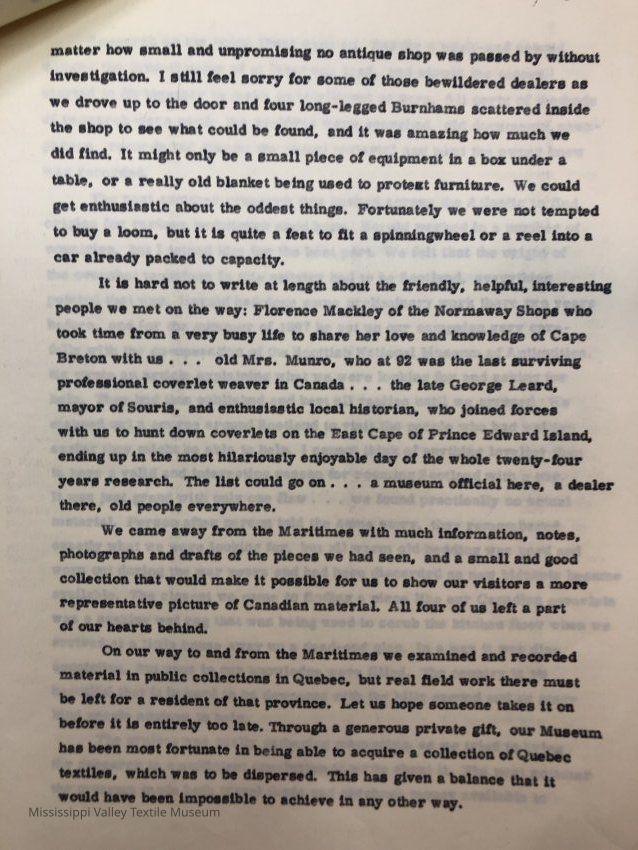 matter how small and unpromising no antique shop was passed by without
investigation. I still feel sorry for some of those bewildered dealers as
we drove up to the door and four long-legged Burnhams scattered inside
the shop to see what could be found, and it was amazing how much we
did find. It might only be a small piece of equipment in a box under a
table, or a really old blanket being used to protest furniture. We could
get enthusiastic about the oddest things. Fortunately we were not tempted
to buy a loom, but it is quite a feat to fit a spinningwheel or a reel into a
car already packed to capacity.
It is hard not to write at length about the friendly, helpful, interesting
people we met on the way: Florence Mackley of the Normaway Shops who
took time from a very busy life to share her love and knowledge of Cape
Breton with us . . . old Mrs. Munro, who at 92 was the last surviving
professional coverlet weaver in Canada . . . the late George Leard,
mayor of Souris, and enthusiastic local historian, who joined forces
with us to hunt down coverlets on the East Cape of Prince Edward Island,
ending up in the most hilariously enjoyable day of the whole twenty-four
years research. The list could go on . . . a museum official here, a dealer
there, old people everywhere.
We came away from the Maritimes with much information, notes,
photographs and drafts of the pieces we had seen, and a small and good
collection that would make it possible for us to show our visitors a more
representative picture of Canadian material. All four of us left a part
of our hearts behind.
On our way to and from the Maritimes we examined and recorded
material in public collections in Quebec, but real field work there must
be left for a resident of that province. Let us hope someone takes it on
before it is entirely too late. Through a generous private gift, our Museum
has been most fortunate in being able to acquire a collection of Quebec
textiles, which was to be dispersed. This has given a balance that it
would have been impossible to achieve in any other way.
Mississippi Valley Textile Museum